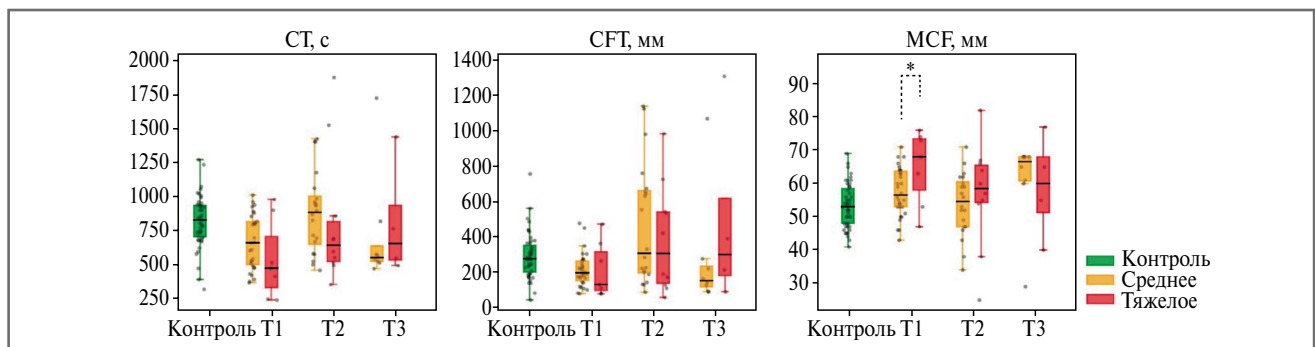 CT, с
2000
1750
1500
1250
1000
750
500
250
Контроль T1 T2 T3
CFT, мм
1400
1200
1000
800
600
400
200
0
Контроль T1 T2 T3
MCF, мм
*
90
80
70
60
50
40
30
Контроль T1 T2 T3
Контроль
Среднее
Тяжелое